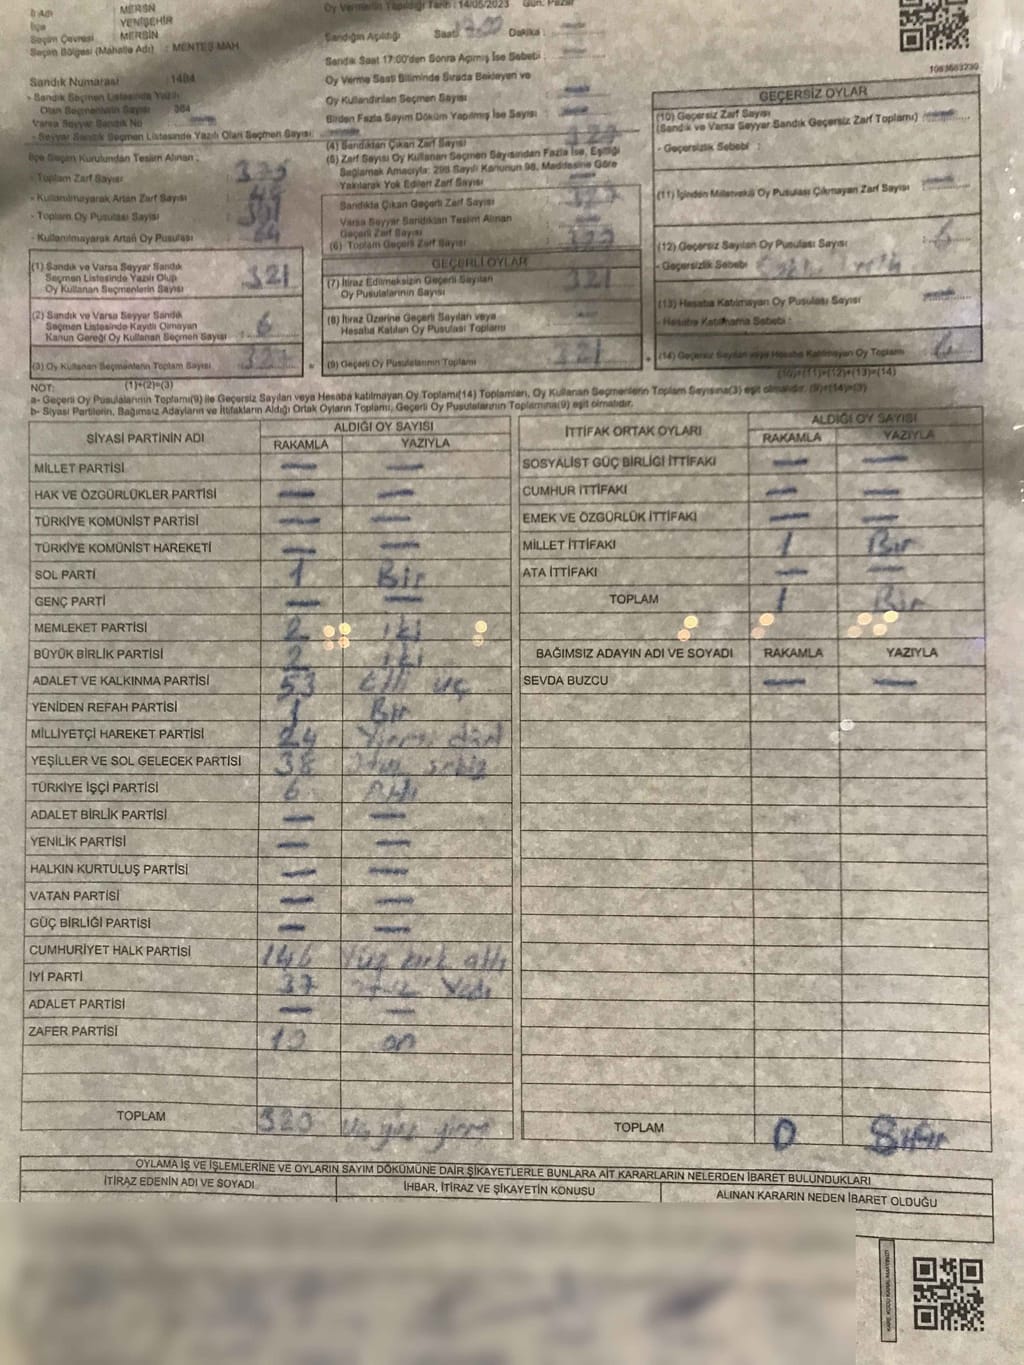 İli Adı : MERSİN
İlçe : YENİŞEHİR
Seçim Çevresi : MERSİN
Seçim Bölgesi (Mahalle Adı) : MENTEŞ MAH
Sandık Numarası : 1484
- Sandık Seçmen Listesinde Yazılı
Olan Seçmenlerin Sayısı : 364
Varsa Seyyar Sandık No
- Seyyar Sandık Seçmen Listesinde Yazılı Olan Seçmen Sayısı
İlçe Seçim Kurulundan Teslim Alınan :
- Toplam Zarf Sayısı : 375
- Kullanılmayarak Artan Zarf Sayısı : 48
- Toplam Oy Pusulası Sayısı : 391
- Kullanılmayarak Artan Oy Pusulası : 64
(1) Sandık ve Varsa Seyyar Sandık
Seçmen Listesinde Yazılı Olup
Oy Kullanan Seçmenlerin Sayısı : 321
(2) Sandık ve Varsa Seyyar Sandık
Seçmen Listesinde Kayıtlı Olmayan
Kanun Gereği Oy Kullanan Seçmen Sayısı : 6
(3) Oy Kullanan Seçmenlerin Toplam Sayısı : 327
Oy Vermenin Yapıldığı Tarih : 14/05/2023 Gün: Pazar
Sandığın Açıldığı Saati 17:00 Dakika : —
Sandık Saat 17:00'den Sonra Açımış İse Sebebi : —
Oy Verme Saati Bitiminde Sırada Bekleyen ve
Oy Kullandırılan Seçmen Sayısı : —
Birden Fazla Sayım Döküm Yapılmış İse Sayısı : —
(4) Sandıktan Çıkan Zarf Sayısı : 327
(5) Zarf Sayısı Oy Kullanan Seçmen Sayısından Fazla İse, Eşitliği
Sağlamak Amacıyla; 298 Sayılı Kanunun 98. Maddesine Göre
Yakılarak Yok Edilen Zarf Sayısı : —
Sandıkta Çıkan Geçerli Zarf Sayısı : 327
Varsa Seyyar Sandıktan Teslim Alınan
Geçerli Zarf Sayısı : —
(6) Toplam Geçerli Zarf Sayısı : 327
GEÇERLİ OYLAR
(7) İtiraz Edilmeksizin Geçerli Sayılan
Oy Pusulalarının Sayısı : 321
(8) İtiraz Üzerine Geçerli Sayılan veya
Hesaba Katılan Oy Pusulası Toplamı : —
(9) Geçerli Oy Pusulalarının Toplamı : 321
1083663230
GEÇERSİZ OYLAR
(10) Geçersiz Zarf Sayısı
(Sandık ve Varsa Seyyar Sandık Geçersiz Zarf Toplamı) : —
- Geçersizlik Sebebi :
(11) İçinden Milletvekili Oy Pusulası Çıkmayan Zarf Sayısı : —
(12) Geçersiz Sayılan Oy Pusulası Sayısı : 6
- Geçersizlik Sebebi :
(13) Hesaba Katılmayan Oy Pusulası Sayısı : —
- Hesaba Katılmama Sebebi :
(14) Geçersiz Sayılan veya Hesaba Katılmayan Oy Toplamı : 6
(10)+(11)+(12)+(13)=(14)
NOT: (1)+(2)=(3)
a- Geçerli Oy Pusulalarının Toplamı(9) ile Geçersiz Sayılan veya Hesaba katılmayan Oy Toplamı(14) Toplamları, Oy Kullanan Seçmenlerin Toplam Sayısına(3) eşit olmalıdır. (9)+(14)=(3)
b- Siyasi Partilerin, Bağımsız Adayların ve İttifakların Aldığı Ortak Oyların Toplamı, Geçerli Oy Pusulalarının Toplamına(9) eşit olmalıdır.
SİYASİ PARTİNİN ADI ALDIĞI OY SAYISI
RAKAMLA YAZIYLA
MİLLET PARTİSİ — —
HAK VE ÖZGÜRLÜKLER PARTİSİ — —
TÜRKİYE KOMÜNİST PARTİSİ — —
TÜRKİYE KOMÜNİST HAREKETİ — —
SOL PARTİ 1 Bir
GENÇ PARTİ — —
MEMLEKET PARTİSİ 2 iki
BÜYÜK BİRLİK PARTİSİ 2 iki
ADALET VE KALKINMA PARTİSİ 53 Elli üç
YENİDEN REFAH PARTİSİ 1 Bir
MİLLİYETÇİ HAREKET PARTİSİ 24 Yirmi dört
YEŞİLLER VE SOL GELECEK PARTİSİ 38 Otuz sekiz
TÜRKİYE İŞÇİ PARTİSİ 6 Altı
ADALET BİRLİK PARTİSİ — —
YENİLİK PARTİSİ — —
HALKIN KURTULUŞ PARTİSİ — —
VATAN PARTİSİ — —
GÜÇ BİRLİĞİ PARTİSİ — —
CUMHURİYET HALK PARTİSİ 146 Yüz kırk altı
İYİ PARTİ 37 Otuz Yedi
ADALET PARTİSİ — —
ZAFER PARTİSİ 10 on
TOPLAM 320 Üç yüz yirmi
İTTİFAK ORTAK OYLARI ALDIĞI OY SAYISI
RAKAMLA YAZIYLA
SOSYALİST GÜÇ BİRLİĞİ İTTİFAKI — —
CUMHUR İTTİFAKI — —
EMEK VE ÖZGÜRLÜK İTTİFAKI — —
MİLLET İTTİFAKI 1 Bir
ATA İTTİFAKI — —
TOPLAM 1 Bir
BAĞIMSIZ ADAYIN ADI VE SOYADI RAKAMLA YAZIYLA
SEVDA BUZCU — —
TOPLAM 0 Sıfır
OYLAMA İŞ VE İŞLEMLERİNE VE OYLARIN SAYIM DÖKÜMÜNE DAİR ŞİKAYETLERLE BUNLARA AİT KARARLARIN NELERDEN İBARET BULUNDUKLARI
İTİRAZ EDENİN ADI VE SOYADI İHBAR, İTİRAZ VE ŞİKAYETİN KONUSU ALINAN KARARIN NEDEN İBARET OLDUĞU